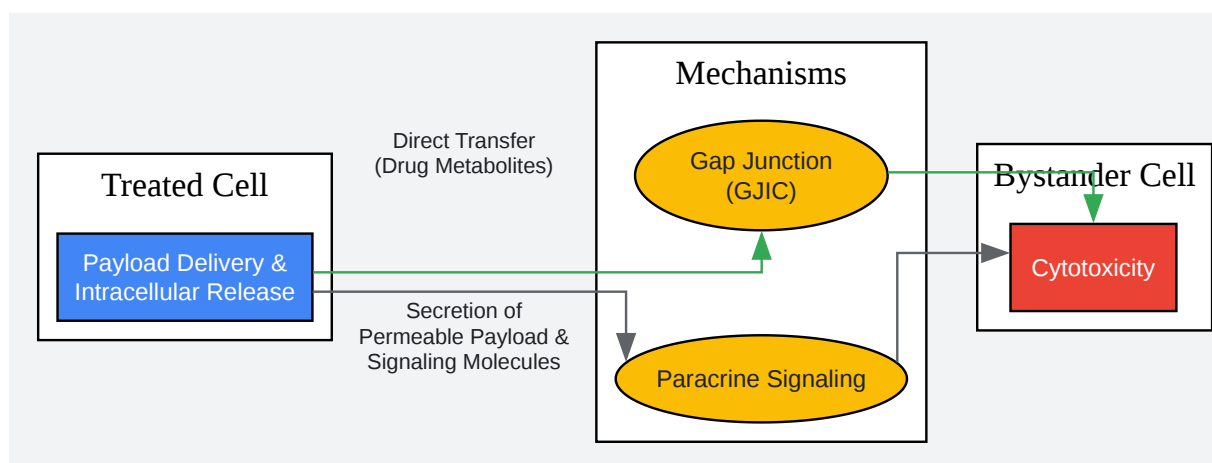 Treated Cell
Payload Delivery &
Intracellular Release
Direct Transfer
(Drug Metabolites)
Secretion of
Permeable Payload &
Signaling Molecules
Mechanisms
Gap Junction
(GJIC)
Paracrine Signaling
Bystander Cell
Cytotoxicity